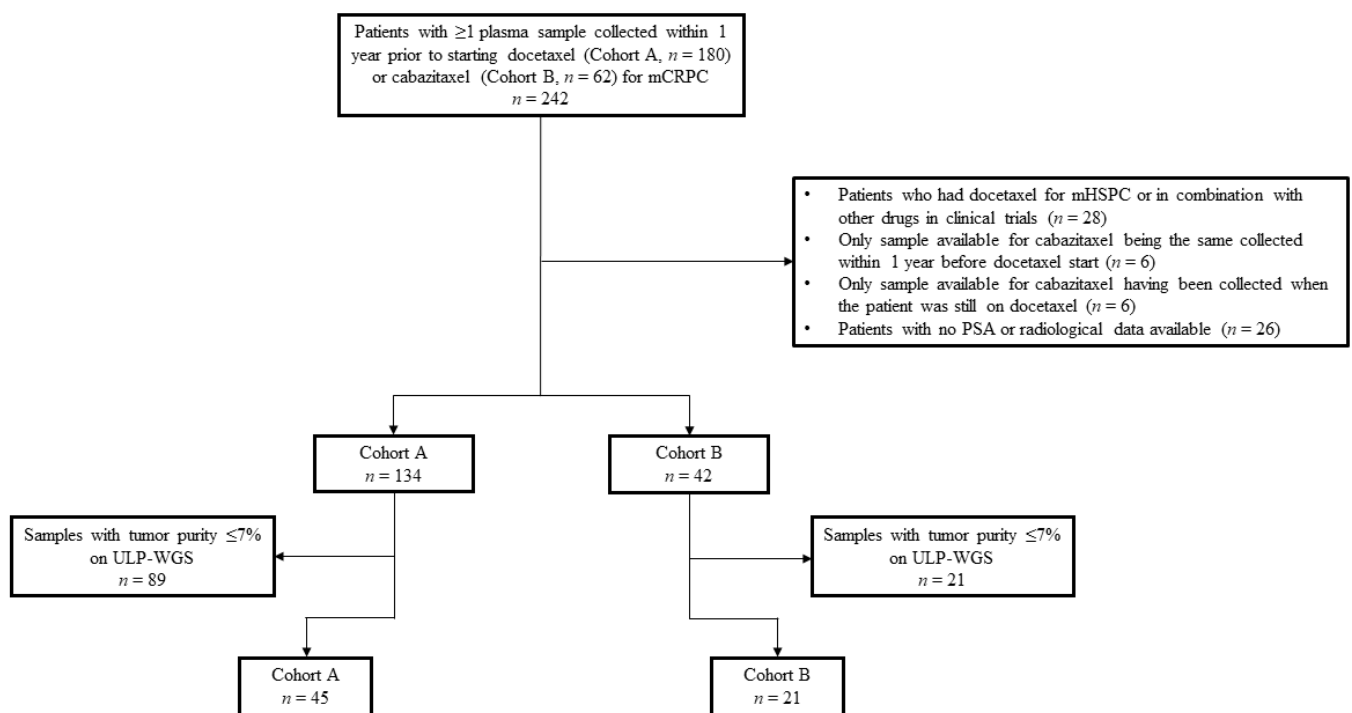 Patients with ≥1 plasma sample collected within 1
year prior to starting docetaxel (Cohort A, n = 180)
or cabazitaxel (Cohort B, n = 62) for mCRPC
n = 242
• Patients who had docetaxel for mHSPC or in combination with
other drugs in clinical trials (n = 28)
• Only sample available for cabazitaxel being the same collected
within 1 year before docetaxel start (n = 6)
• Only sample available for cabazitaxel having been collected when
the patient was still on docetaxel (n = 6)
• Patients with no PSA or radiological data available (n = 26)
Cohort A
n = 134
Cohort B
n = 42
Samples with tumor purity ≤7%
on ULP-WGS
n = 89
Samples with tumor purity ≤7%
on ULP-WGS
n = 21
Cohort A
n = 45
Cohort B
n = 21